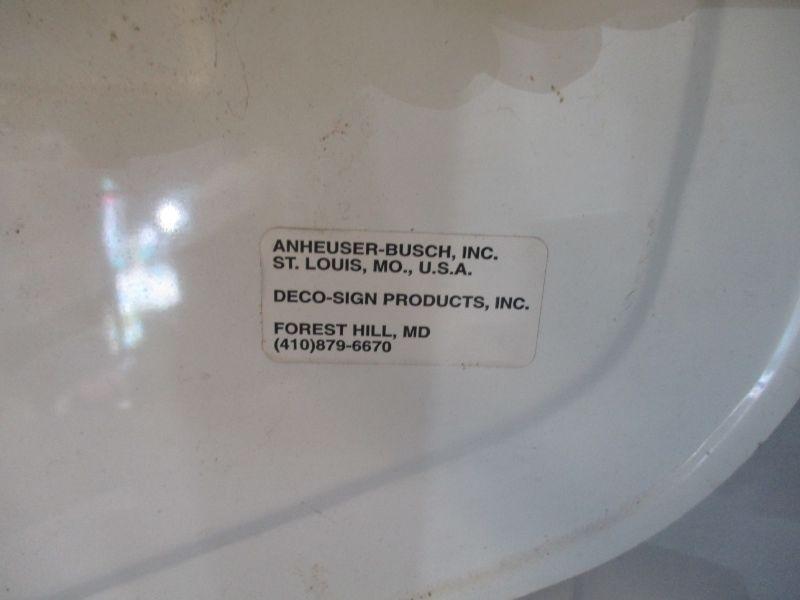 ANHEUSER-BUSCH, INC.
ST. LOUIS, MO., U.S.A.
DECO-SIGN PRODUCTS, INC.
FOREST HILL, MD
(410)879-6670